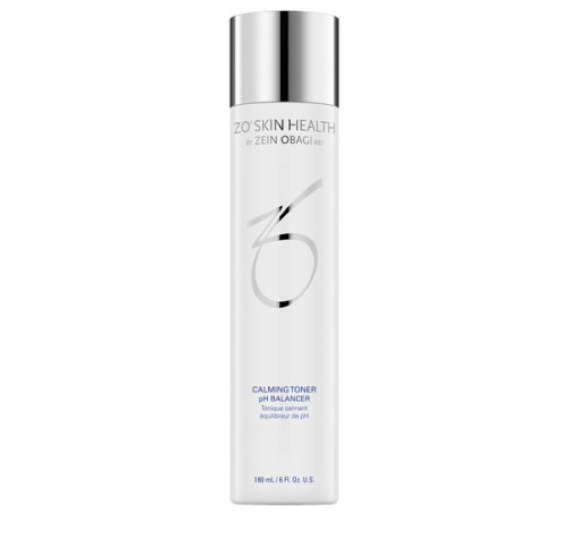 ZO® SKIN HEALTH
BY ZEIN OBAGI MD
CALMING TONER
pH BALANCER
Tonique calmant
équilibreur de pH
180 mL / 6 Fl. Oz. U.S.